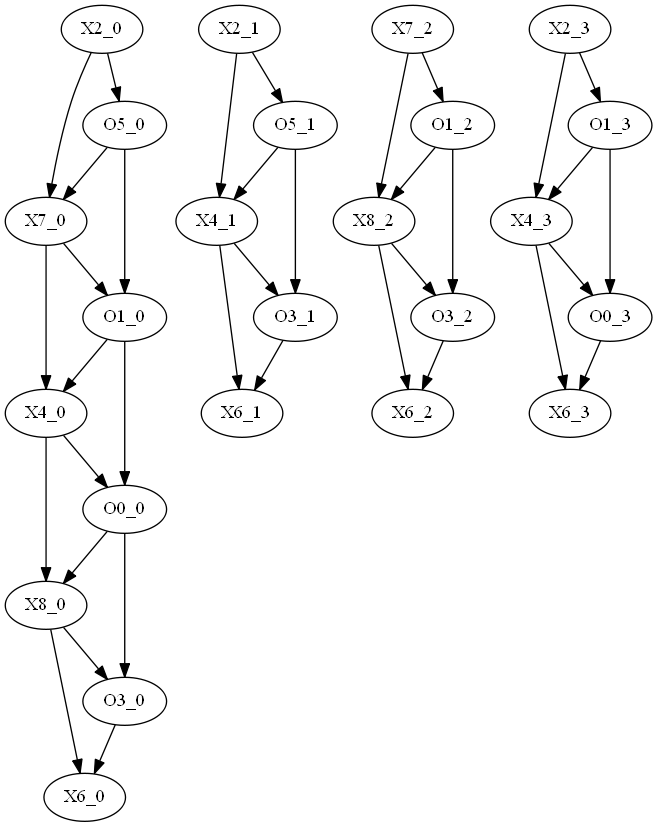 X2_0 X2_1 X7_2 X2_3
O5_0 O5_1 O1_2 O1_3
X7_0 X4_1 X8_2 X4_3
O1_0 O3_1 O3_2 O0_3
X4_0 X6_1 X6_2 X6_3
O0_0
X8_0
O3_0
X6_0